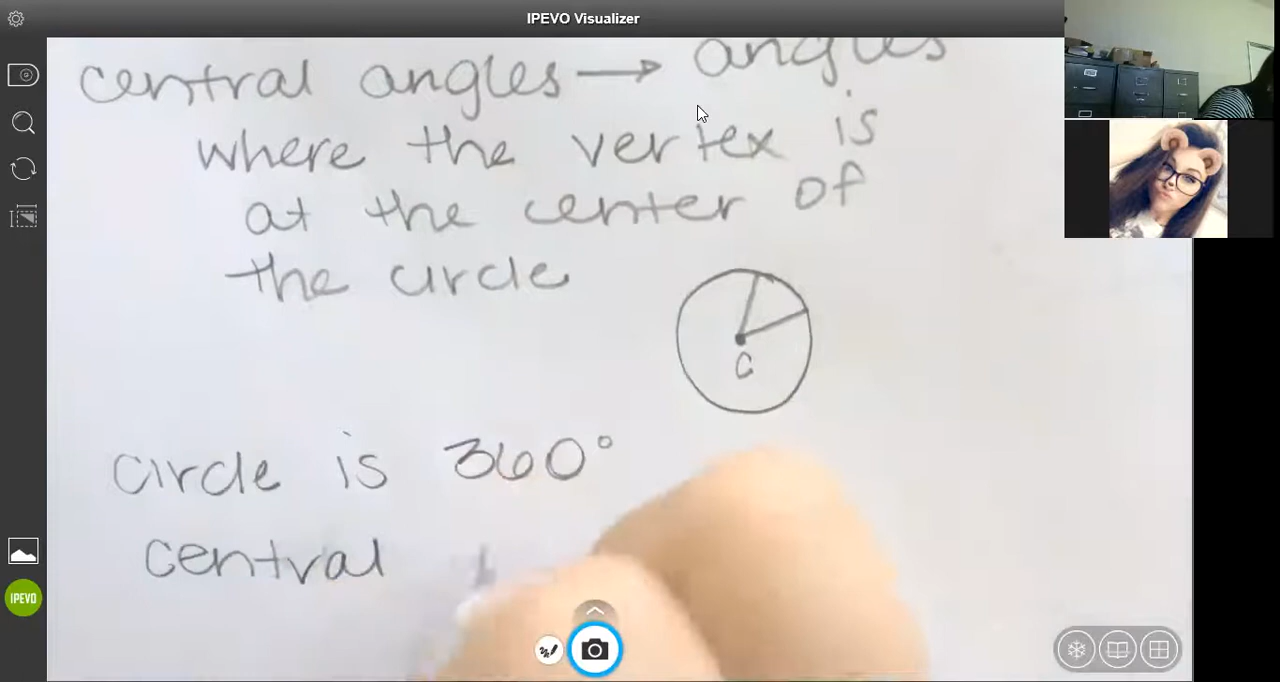 IPEVO Visualizer
central angles → angles
where the vertex is
at the center of
the circle
C
circle is 360°
central
IPEVO